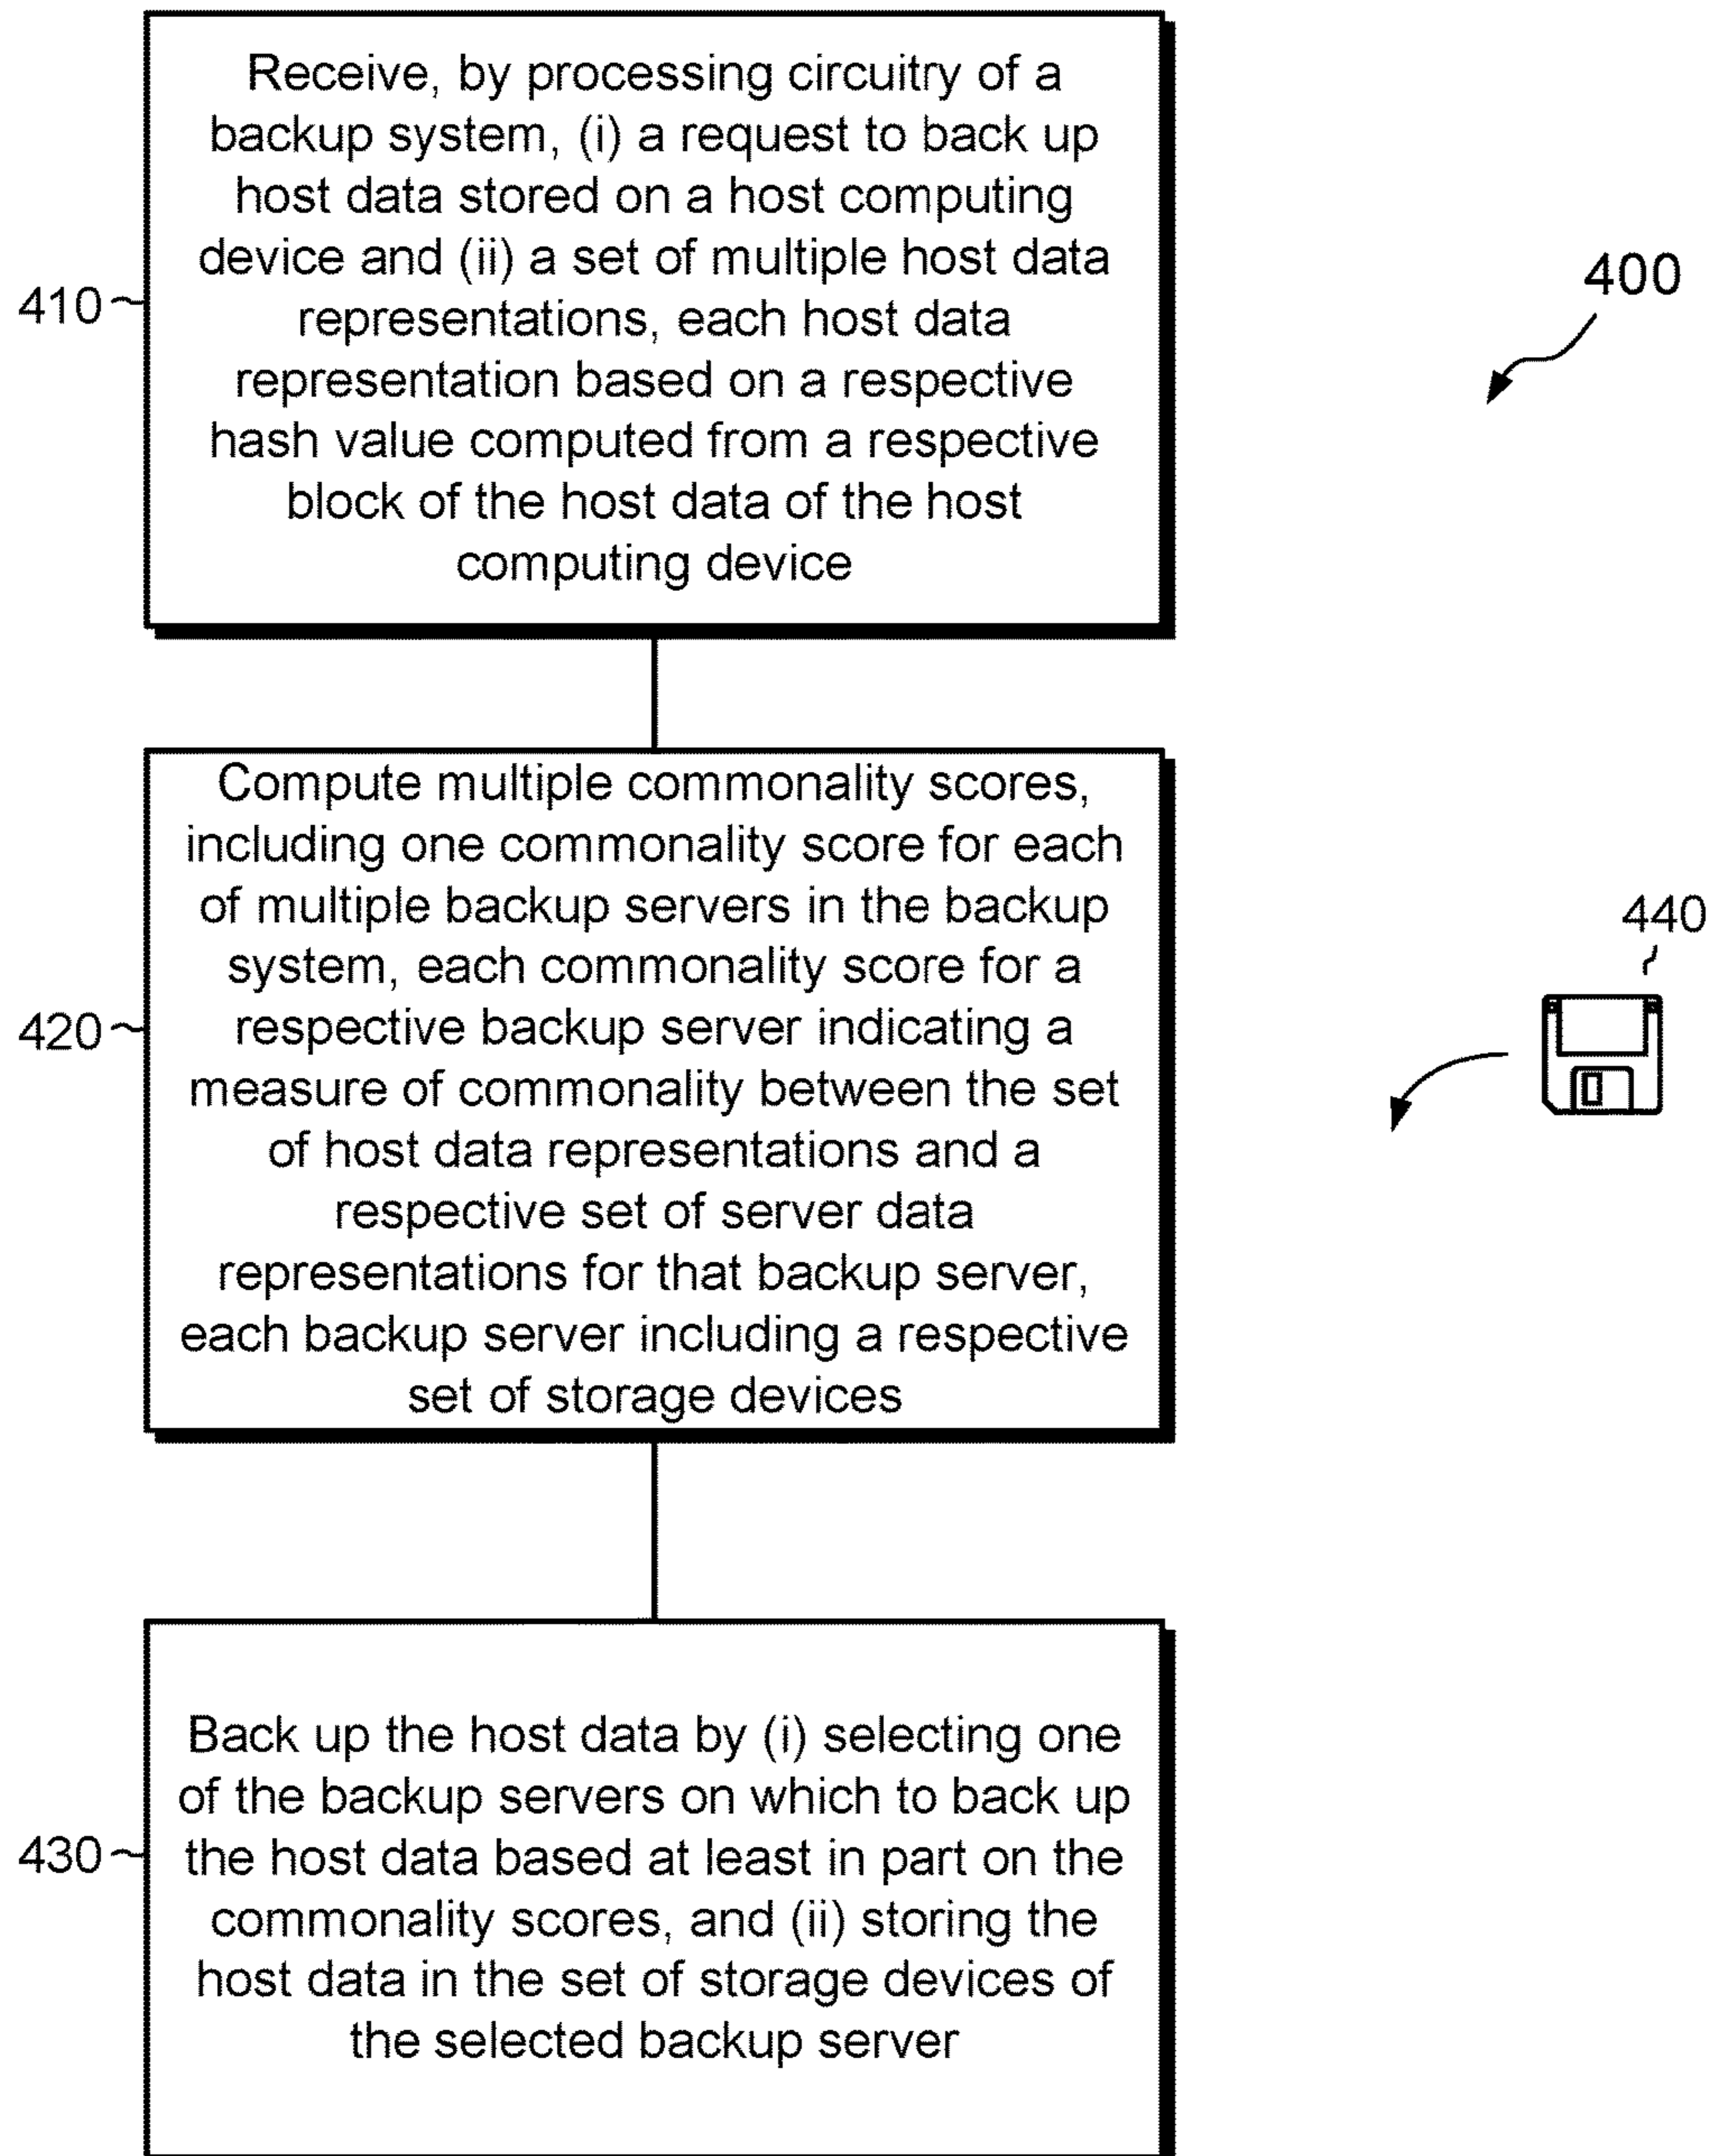 Receive, by processing circuitry of a
backup system, (i) a request to back up
host data stored on a host computing
device and (ii) a set of multiple host data
representations, each host data
representation based on a respective
hash value computed from a respective
block of the host data of the host
computing device
410
400
Compute multiple commonality scores,
including one commonality score for each
of multiple backup servers in the backup
system, each commonality score for a
respective backup server indicating a
measure of commonality between the set
of host data representations and a
respective set of server data
representations for that backup server,
each backup server including a respective
set of storage devices
420
440
Back up the host data by (i) selecting one
of the backup servers on which to back up
the host data based at least in part on the
commonality scores, and (ii) storing the
host data in the set of storage devices of
the selected backup server
430